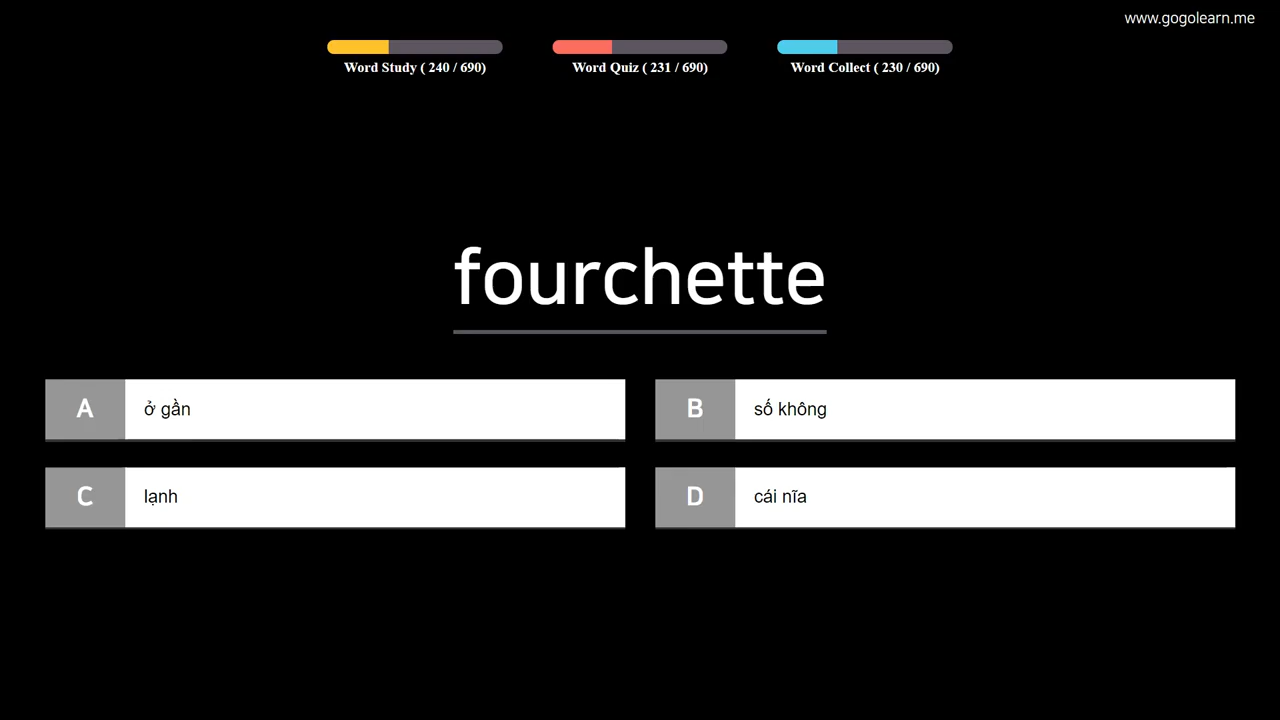 www.gogolearn.me
Word Study ( 240 / 690)
Word Quiz ( 231 / 690)
Word Collect ( 230 / 690)
fourchette
A ở gần
B số không
C lạnh
D cái nĩa